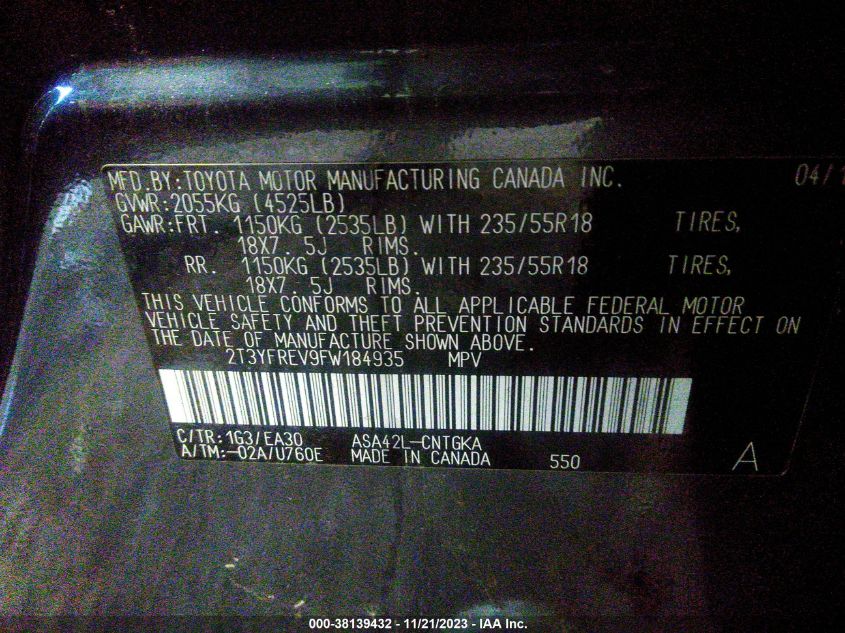 MFD.BY:TOYOTA MOTOR MANUFACTURING CANADA INC. 04/1
GVWR:2055KG (4525LB)
GAWR:FRT. 1150KG (2535LB) WITH 235/55R18 TIRES,
18X7.5J RIMS.
RR. 1150KG (2535LB) WITH 235/55R18 TIRES,
18X7.5J RIMS.
THIS VEHICLE CONFORMS TO ALL APPLICABLE FEDERAL MOTOR
VEHICLE SAFETY AND THEFT PREVENTION STANDARDS IN EFFECT ON
THE DATE OF MANUFACTURE SHOWN ABOVE.
2T3YFREV9FW184935 MPV
C/TR:1G3/EA30 ASA42L-CNTGKA
A/TM:-02A/U760E MADE IN CANADA 550 A
000-38139432 - 11/21/2023 - IAA Inc.